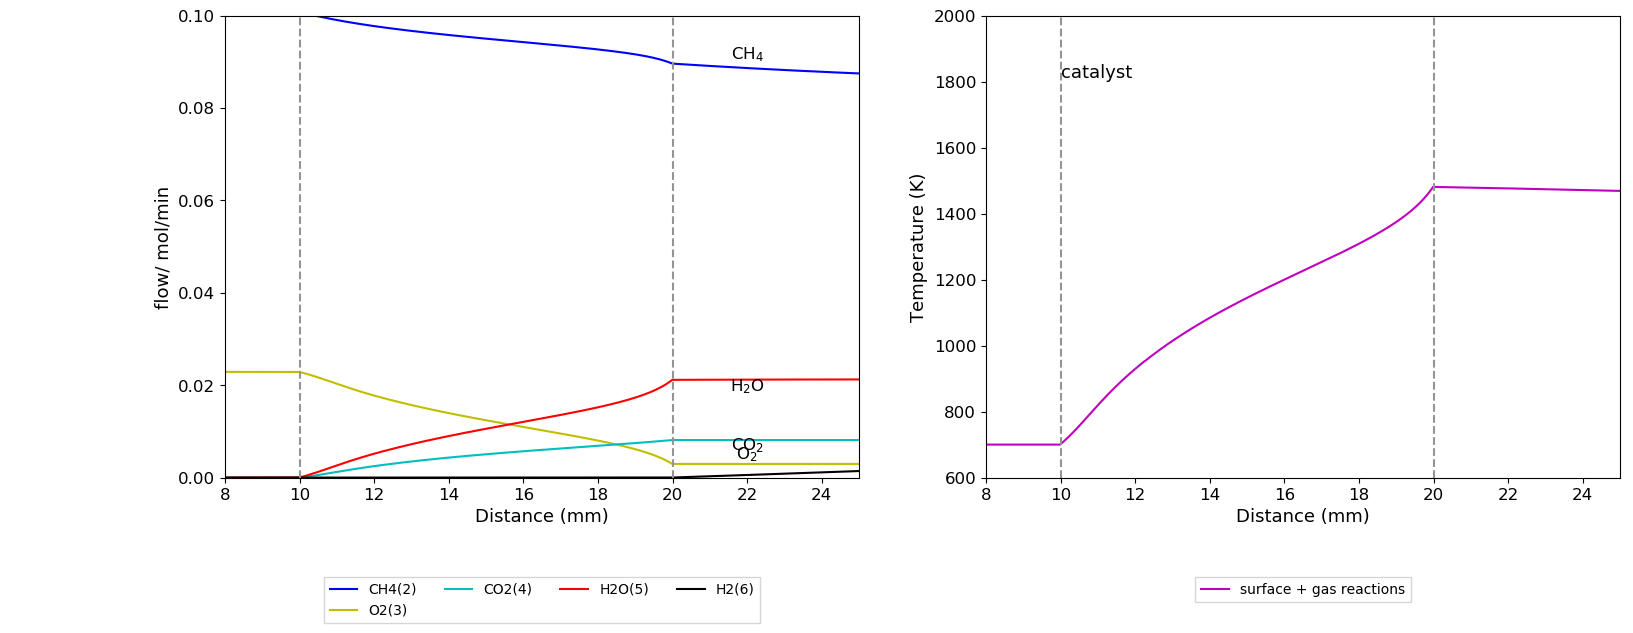 0.10
0.08
0.06
0.04
0.02
0.00
flow/ mol/min
CH₄
H₂O
CO₂
O₂
8 10 12 14 16 18 20 22 24
Distance (mm)
CH4(2) CO2(4) H2O(5) H2(6)
O2(3)
2000
1800
1600
1400
1200
1000
800
600
Temperature (K)
catalyst
8 10 12 14 16 18 20 22 24
Distance (mm)
surface + gas reactions